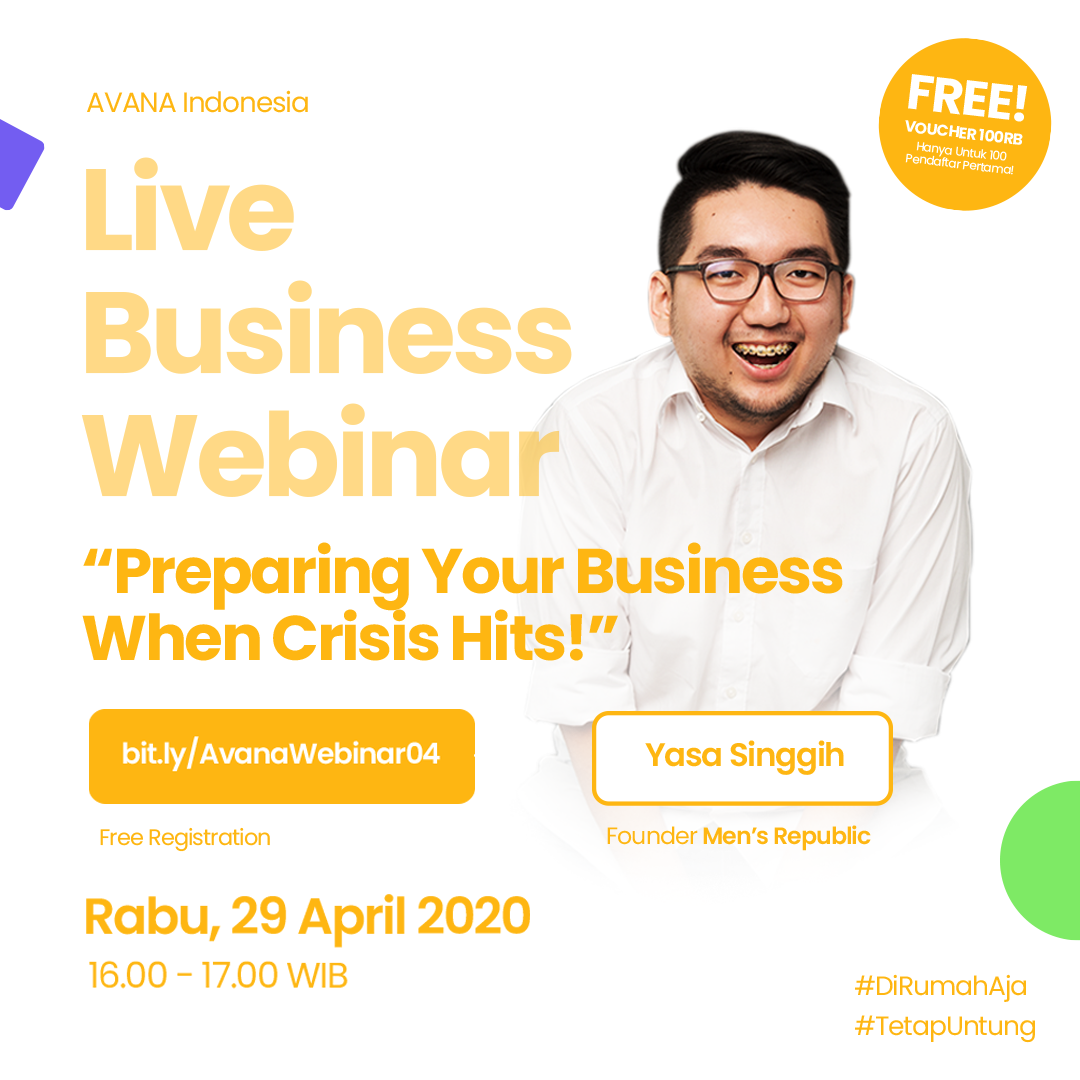 AVANA Indonesia
FREE!
VOUCHER 100RB
Hanya Untuk 100
Pendaftar Pertama!
Live
Business
Webinar
“Preparing Your Business
When Crisis Hits!”
bit.ly/AvanaWebinar04
Yasa Singgih
Free Registration
Founder Men’s Republic
Rabu, 29 April 2020
16.00 - 17.00 WIB
#DiRumahAja
#TetapUntung